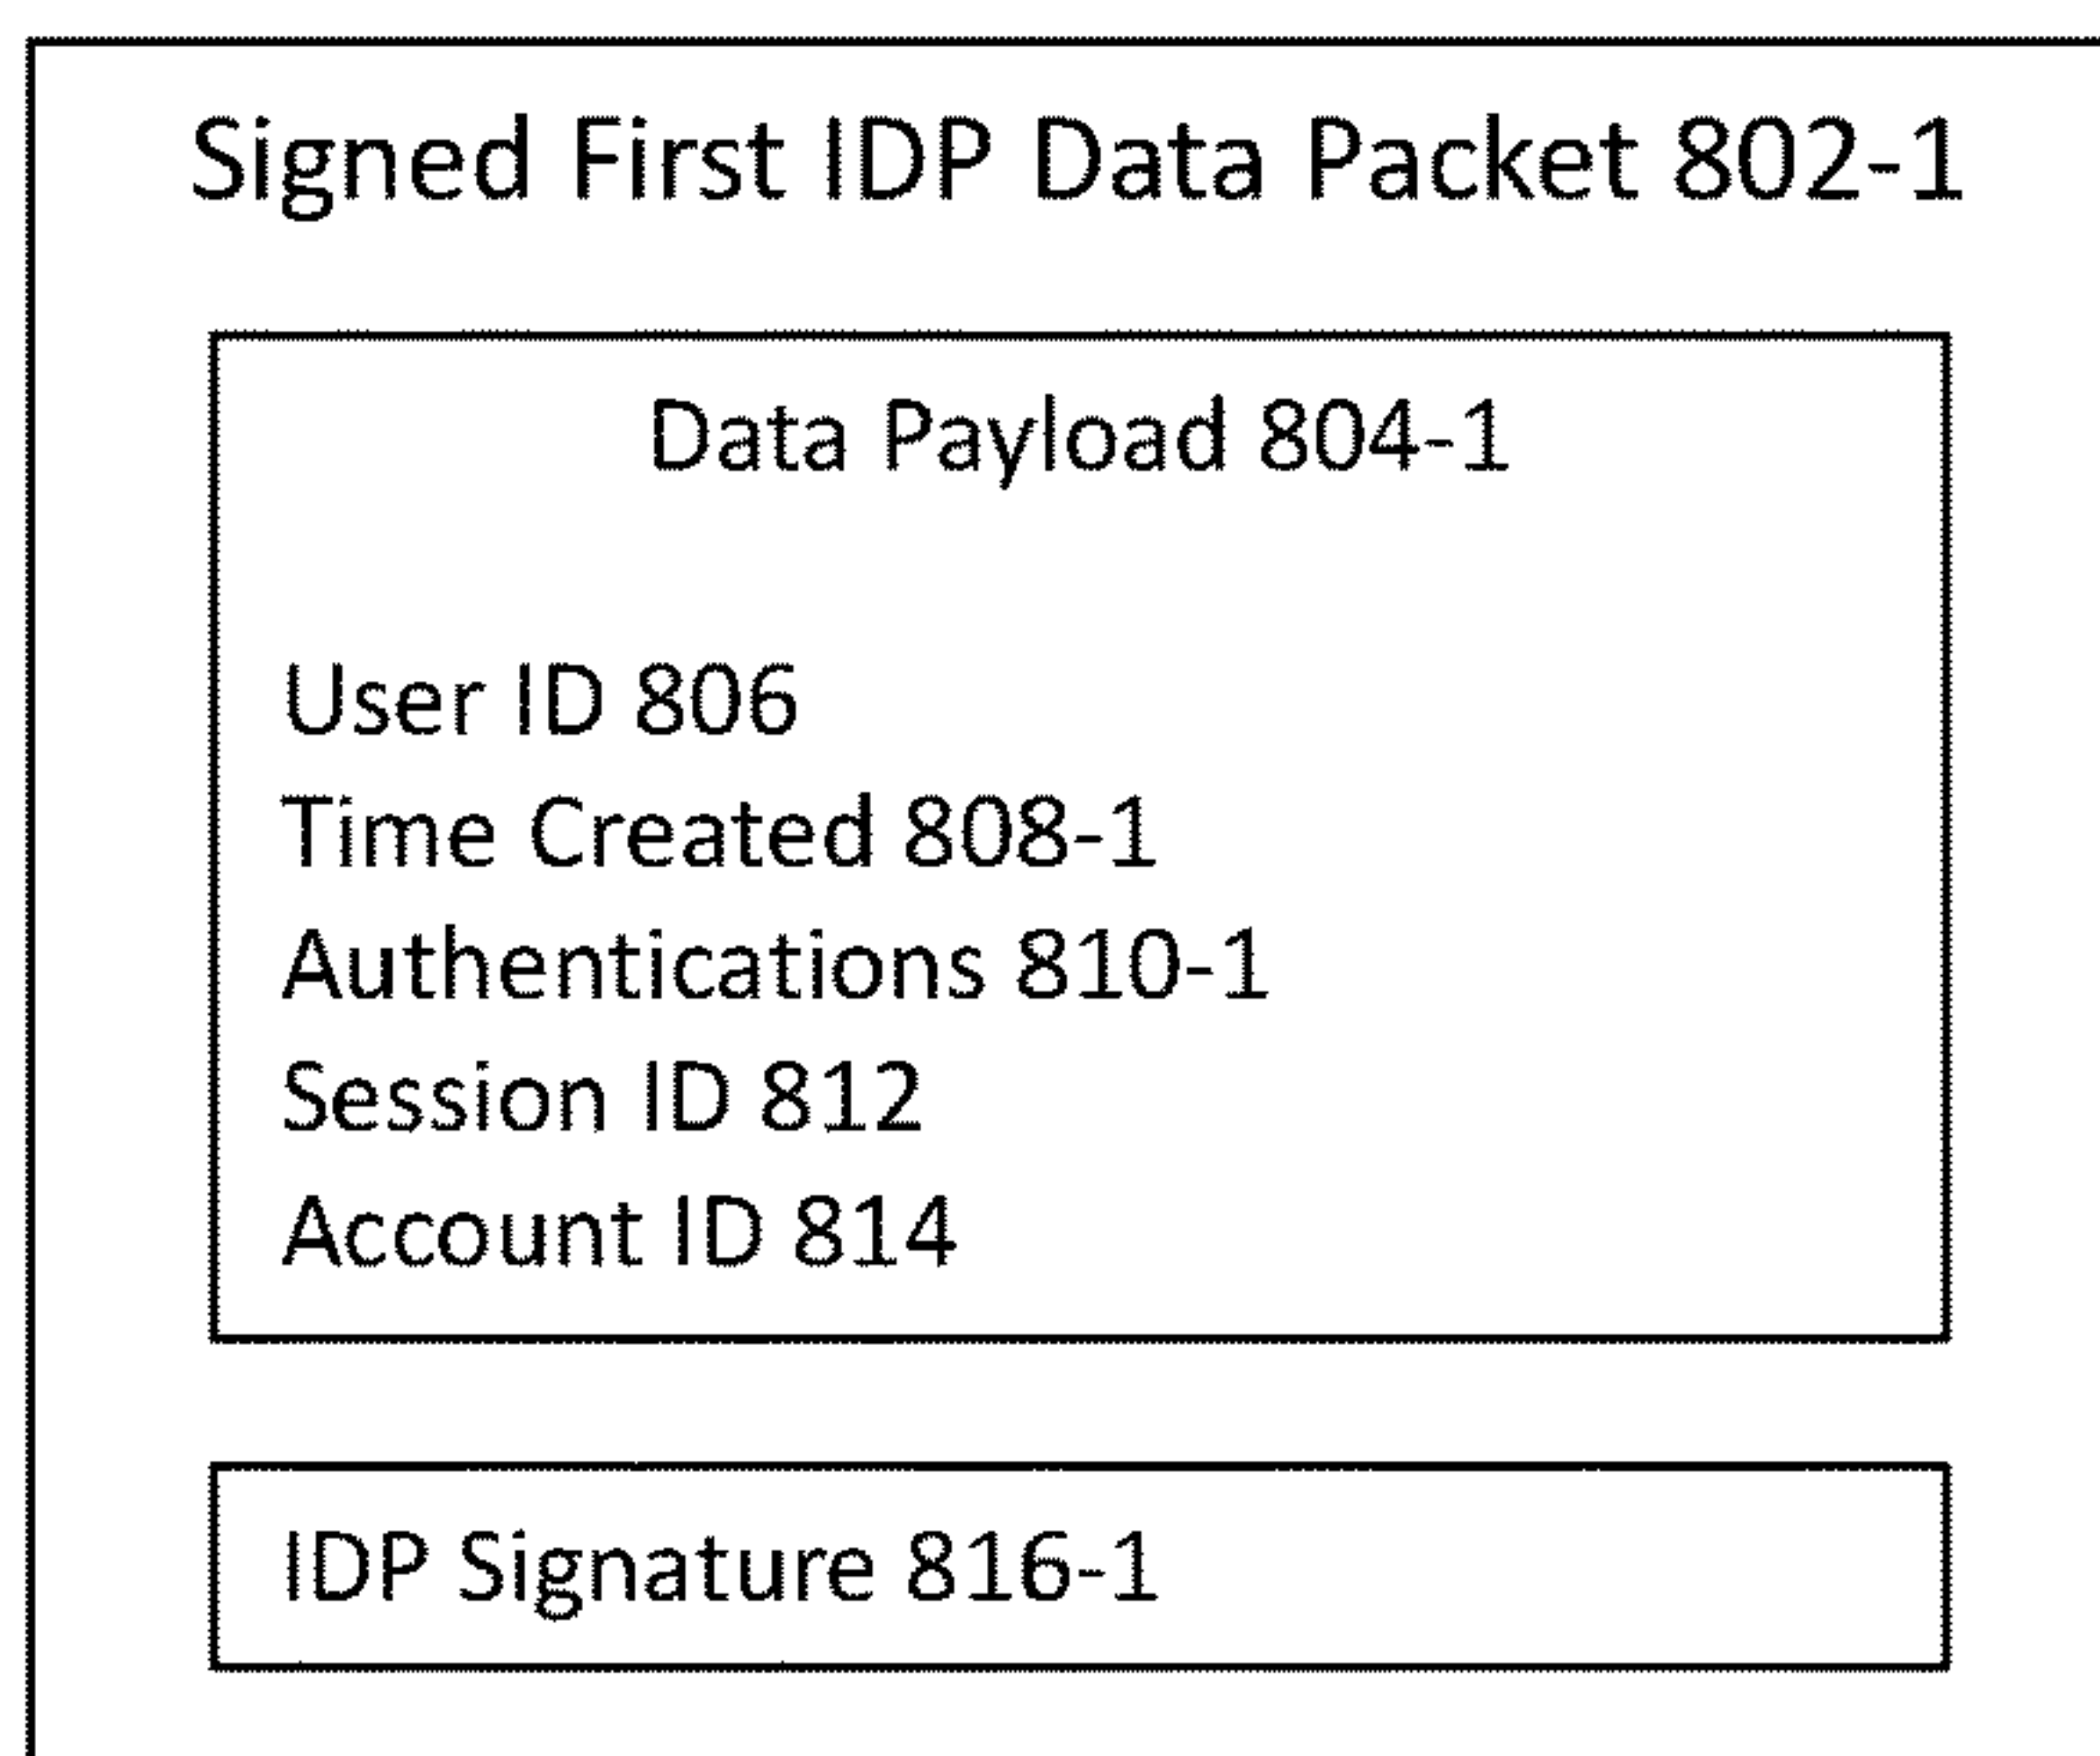 Signed First IDP Data Packet 802-1
Data Payload 804-1
User ID 806
Time Created 808-1
Authentications 810-1
Session ID 812
Account ID 814
IDP Signature 816-1